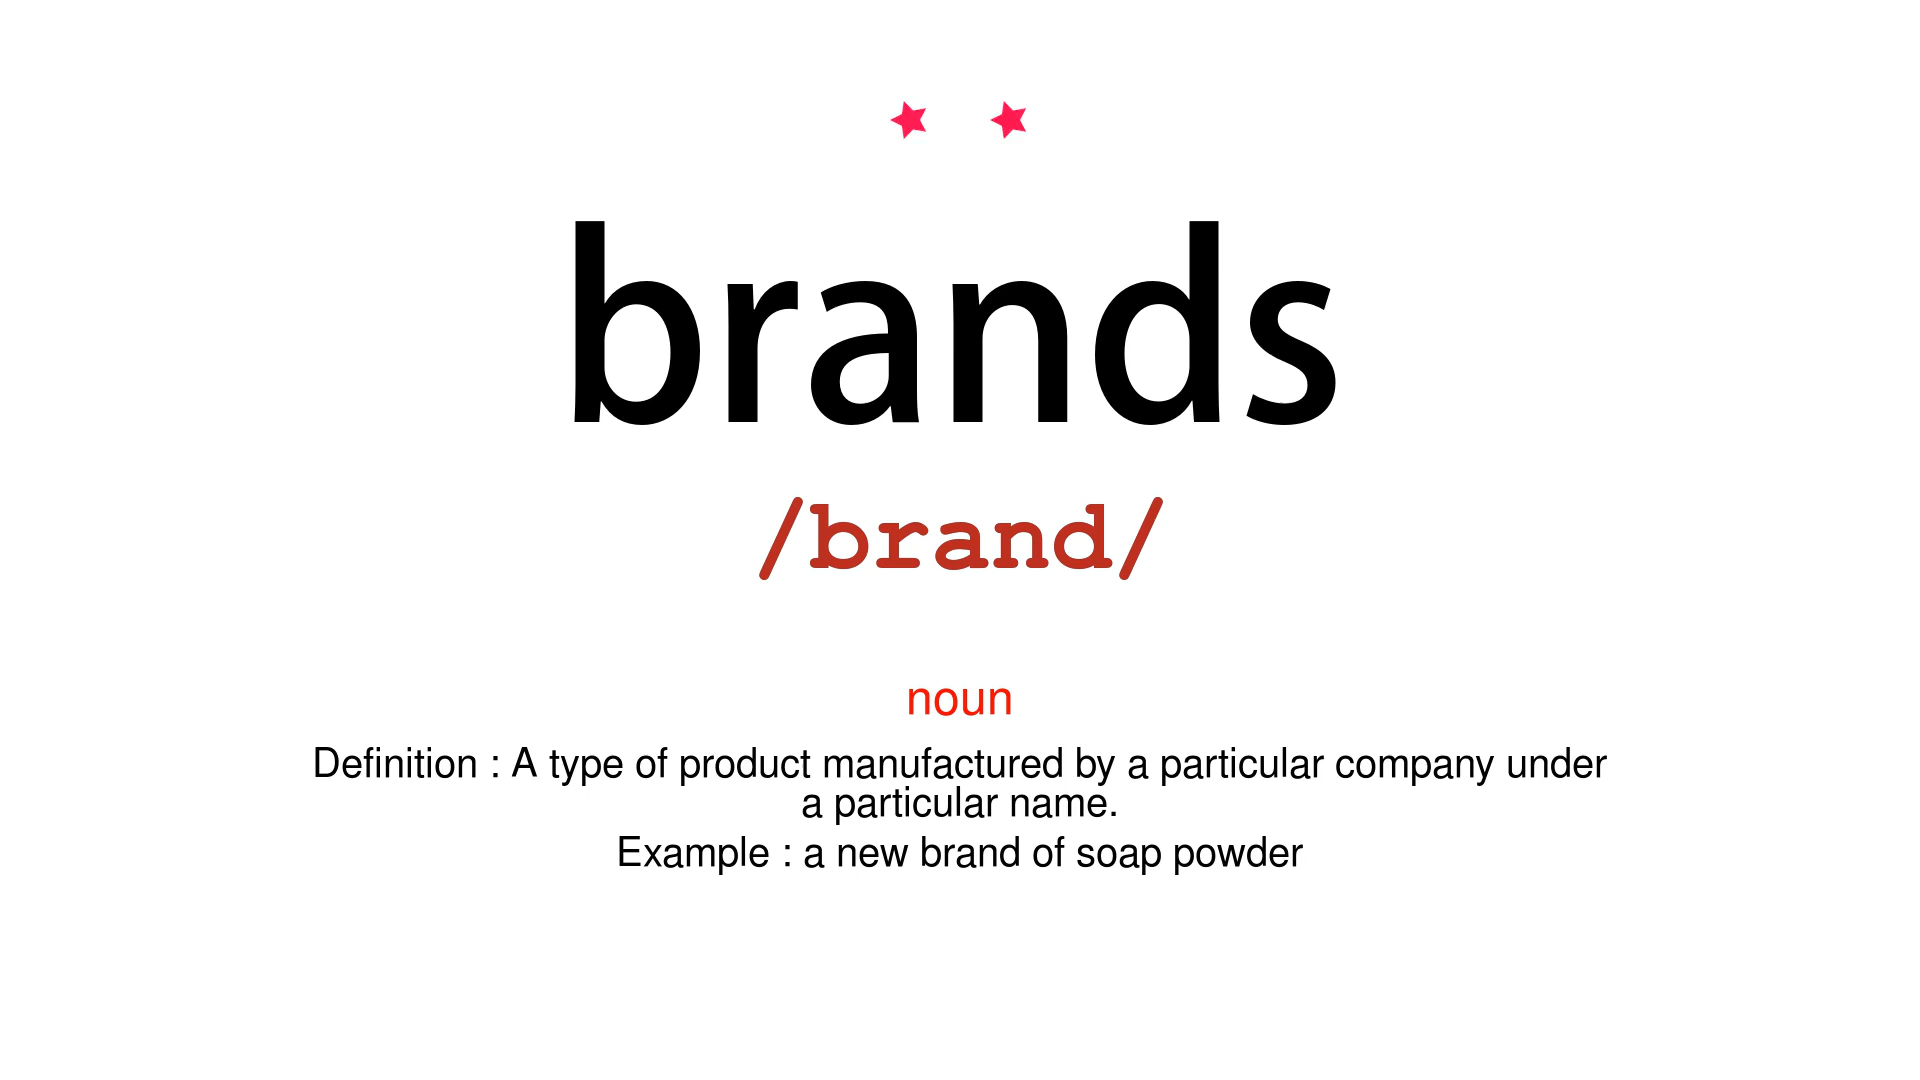 brands
/brand/
noun
Definition : A type of product manufactured by a particular company under
a particular name.
Example : a new brand of soap powder